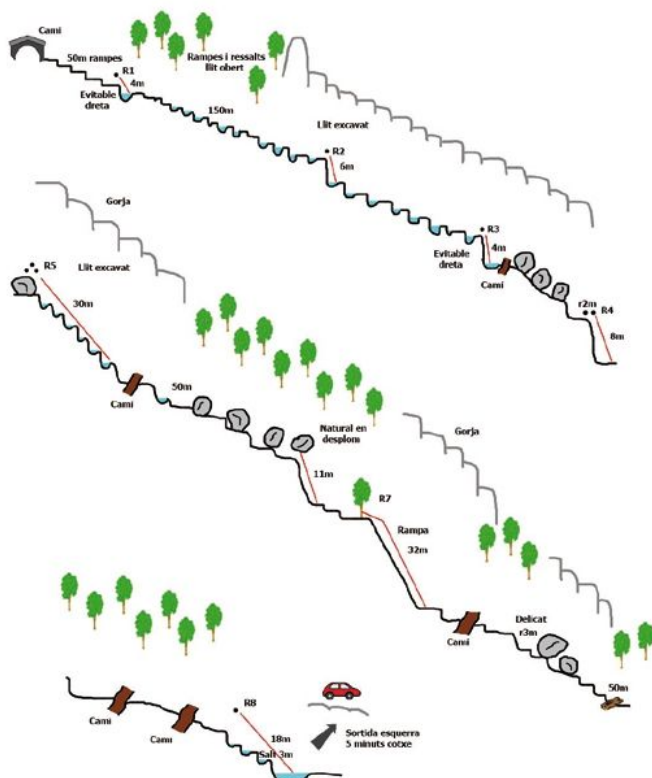 Camí
50m rampes
R1
4m
Evitable
dreta
Rampes i ressalts
llit obert
150m
Llit excavat
R2
6m
R3
4m
Evitable
dreta
Camí
r2m
R4
8m
Gorja
Llit excavat
R5
30m
Camí
50m
Natural en
desplom
11m
Gorja
R7
Rampa
32m
Camí
Delicat
r3m
50m
Camí
Camí
R8
18m
Salt 3m
Sortida esquerra
5 minuts cotxe